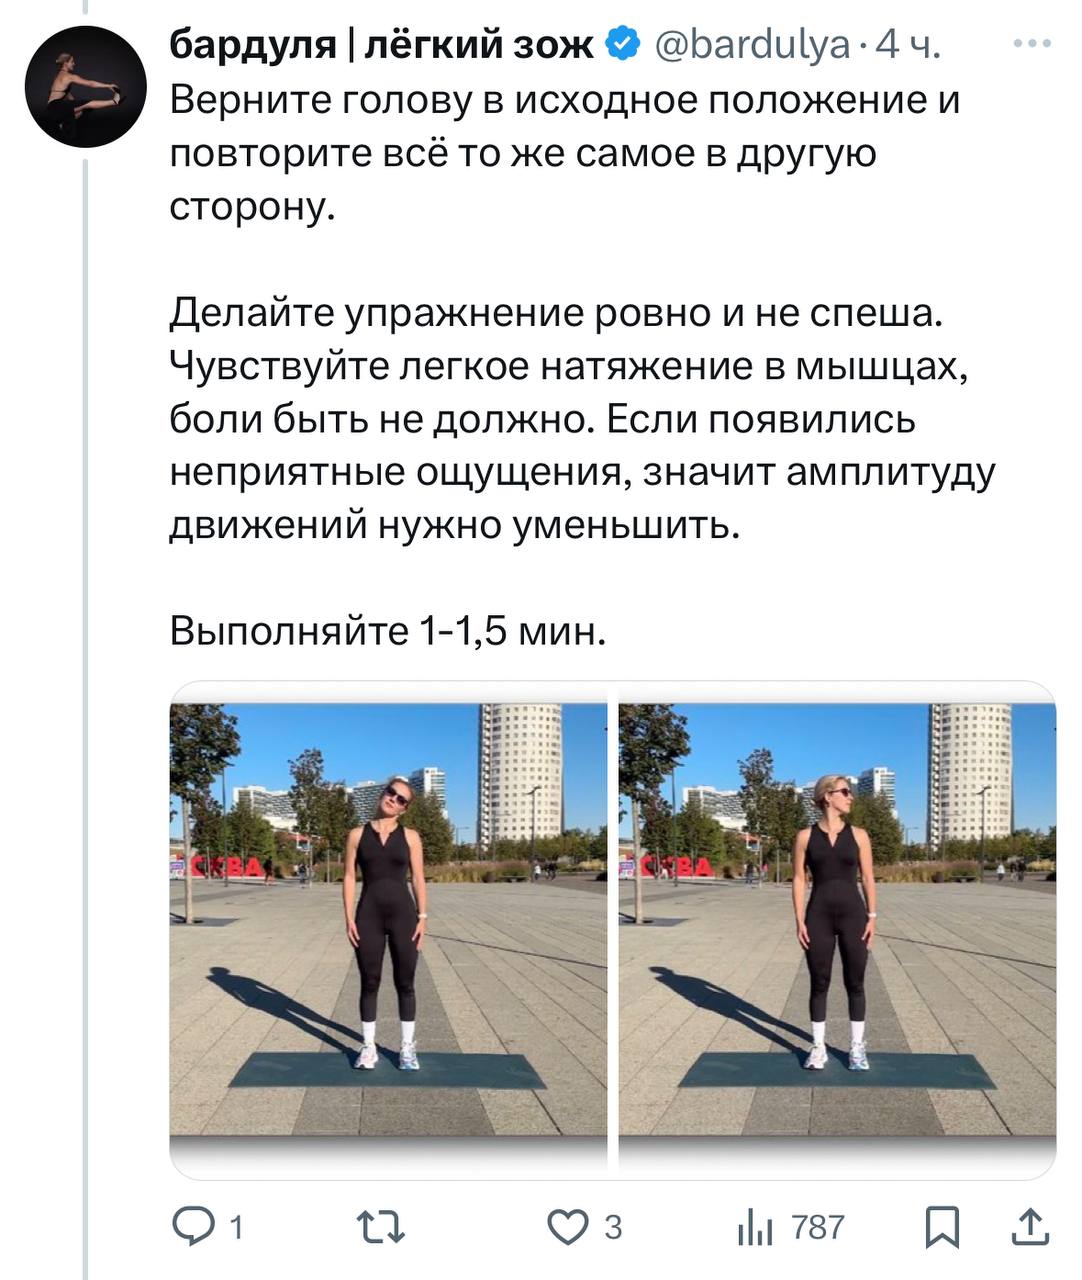 бардуля | лёгкий зож @bardulya · 4 ч.
Верните голову в исходное положение и
повторите всё то же самое в другую
сторону.
Делайте упражнение ровно и не спеша.
Чувствуйте легкое натяжение в мышцах,
боли быть не должно. Если появились
неприятные ощущения, значит амплитуду
движений нужно уменьшить.
Выполняйте 1-1,5 мин.
1 3 787